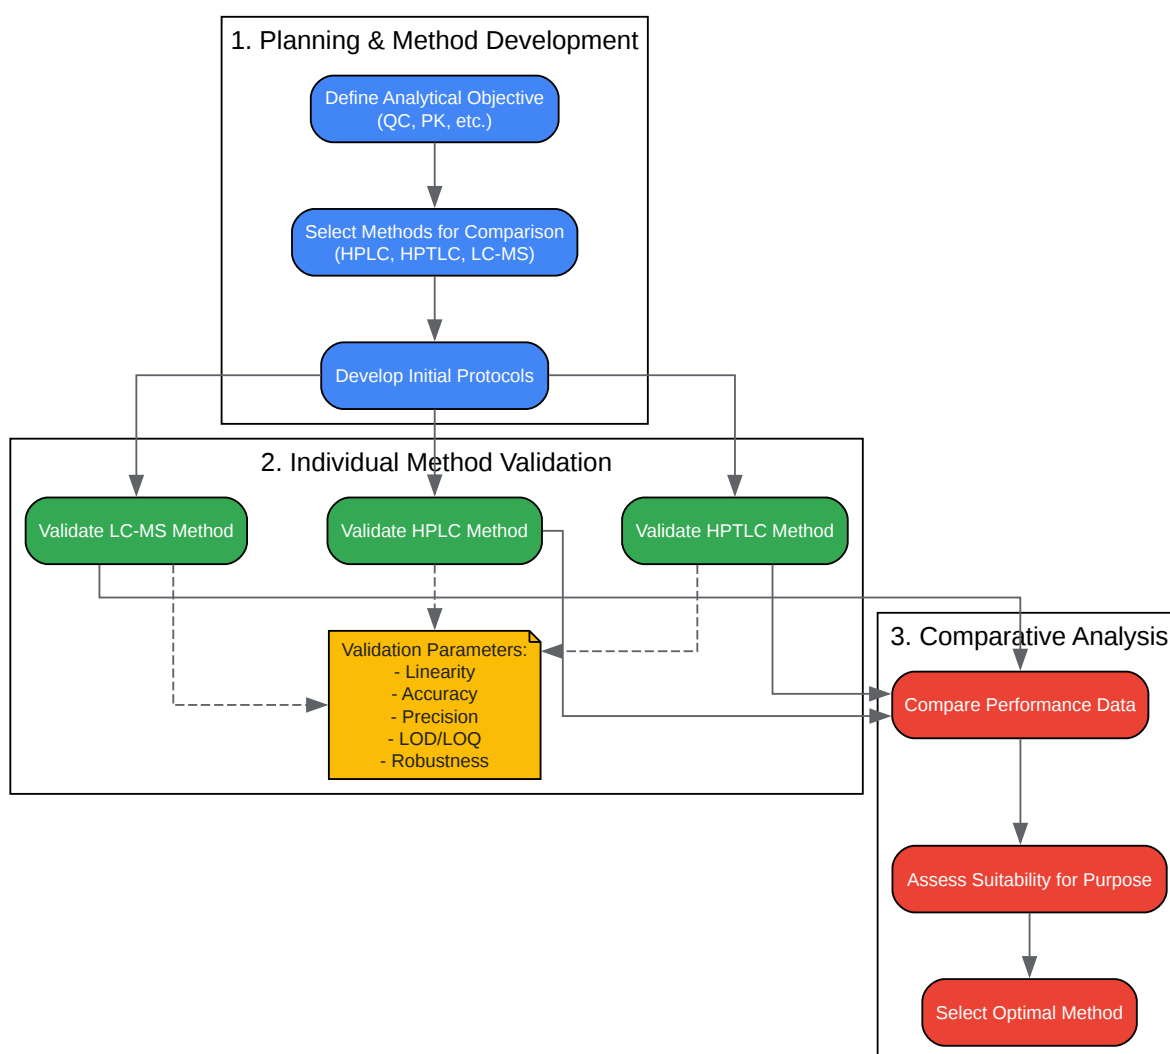 1. Planning & Method Development
Define Analytical Objective
(QC, PK, etc.)
Select Methods for Comparison
(HPLC, HPTLC, LC-MS)
Develop Initial Protocols
2. Individual Method Validation
Validate LC-MS Method
Validate HPLC Method
Validate HPTLC Method
Validation Parameters:
- Linearity
- Accuracy
- Precision
- LOD/LOQ
- Robustness
3. Comparative Analysis
Compare Performance Data
Assess Suitability for Purpose
Select Optimal Method